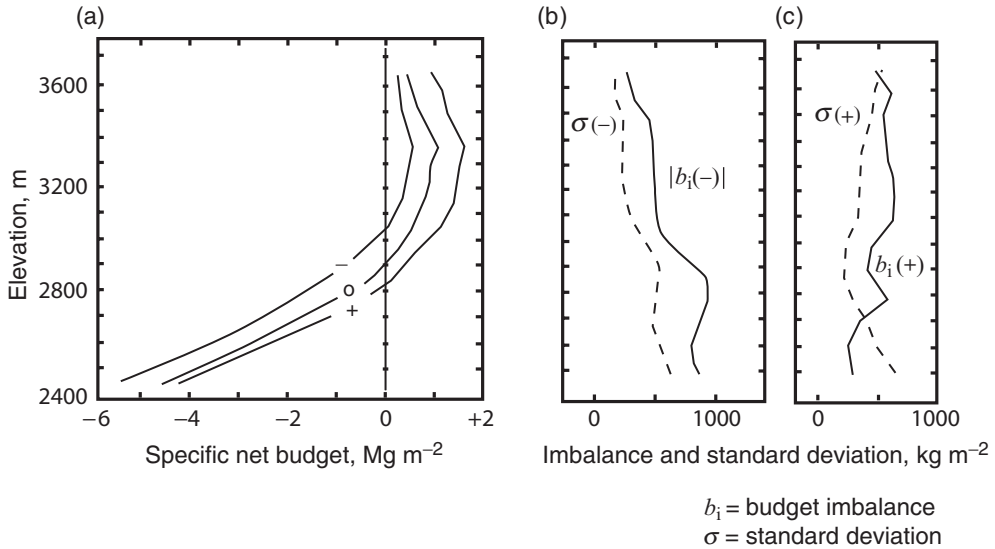 (a)
(b)
(c)
3600
3200
2800
2400
Elevation, m
−
o
+
−6
−4
−2
0
+2
Specific net budget, Mg m⁻²
σ(−)
|bᵢ(−)|
0
1000
σ(+)
bᵢ(+)
0
1000
Imbalance and standard deviation, kg m⁻²
bᵢ = budget imbalance
σ = standard deviation